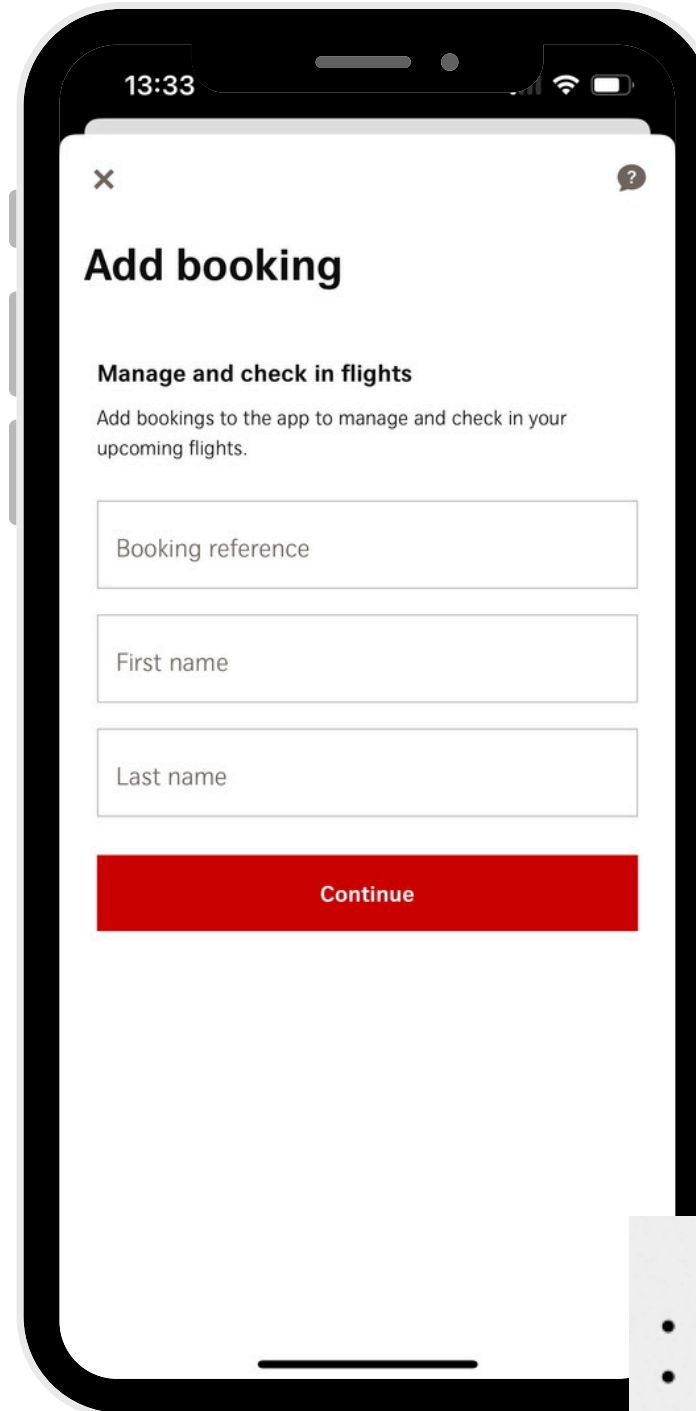 13:33
?
Add booking
Manage and check in flights
Add bookings to the app to manage and check in your
upcoming flights.
Booking reference
First name
Last name
Continue